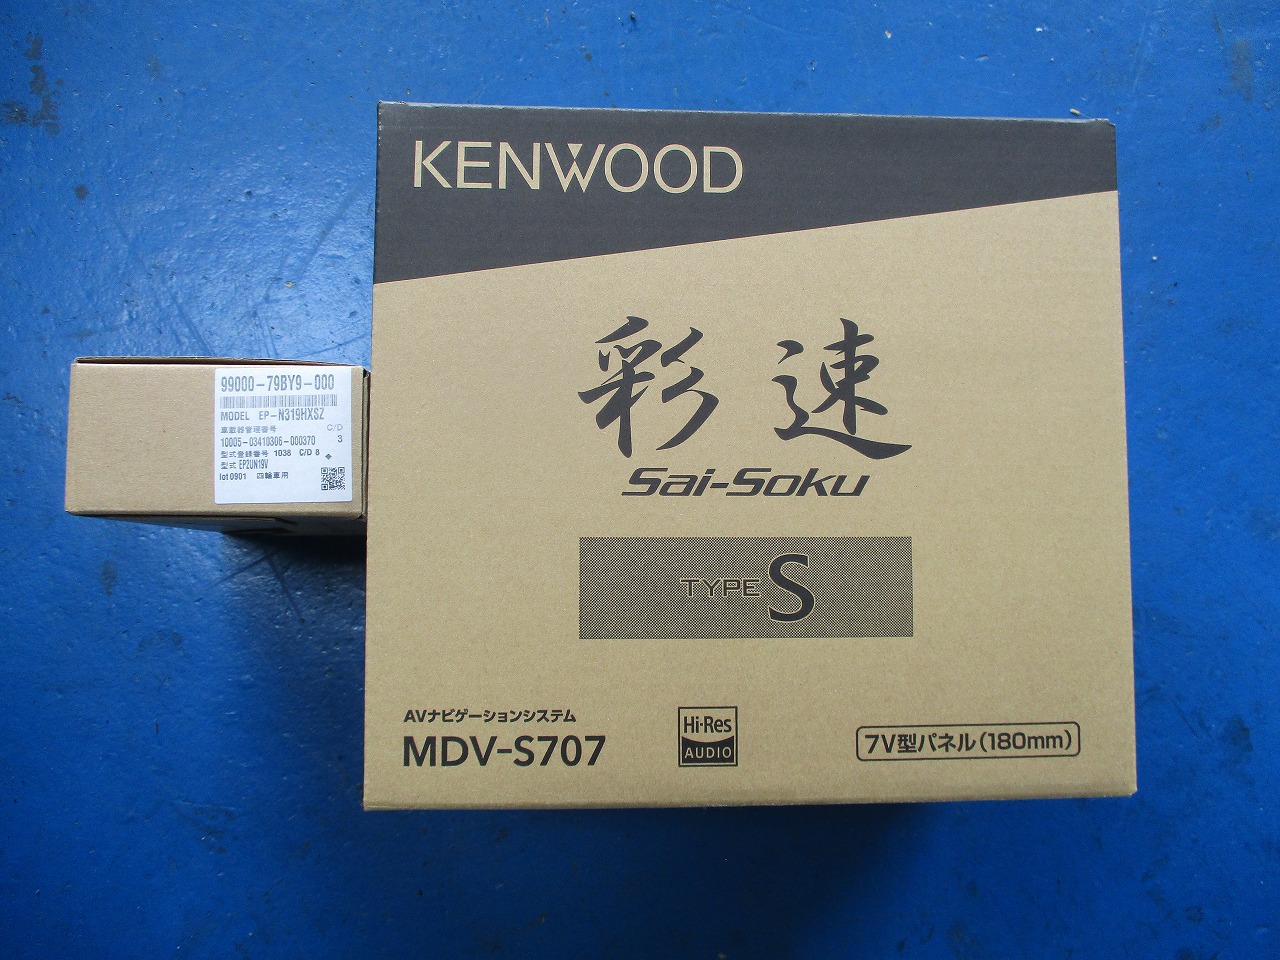 KENWOOD
彩速
Sai-Soku
TYPE S
AVナビゲーションシステム
MDV-S707
Hi-Res
AUDIO
7V型パネル(180mm)
99000-79BY9-000
MODEL EP-N319HXSZ
車載器管理番号 C/D
10005-03410306-000370 3
型式登録番号 1038 C/D 8
型式 EP2UN19V
lot 0901 四輪車用